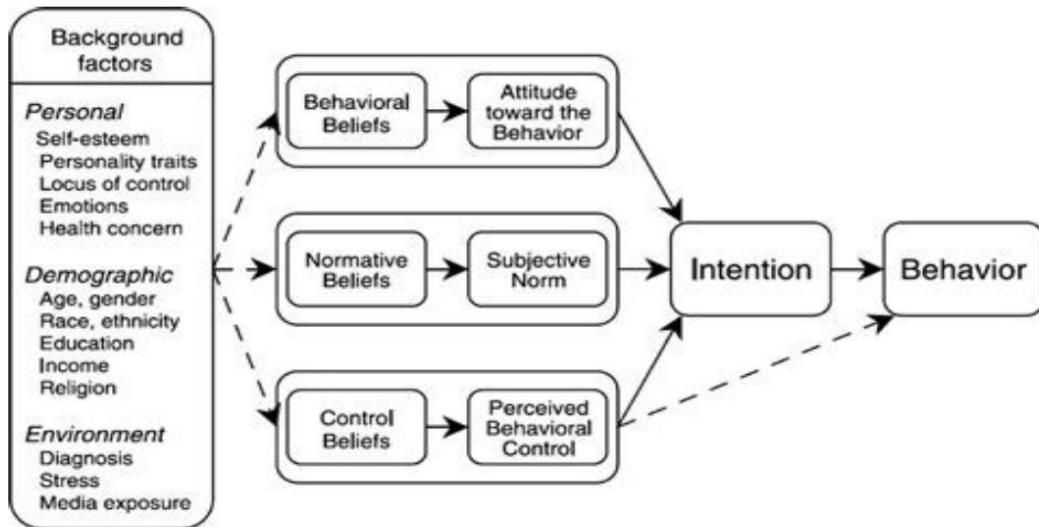 Background
factors
Personal
Self-esteem
Personality traits
Locus of control
Emotions
Health concern
Demographic
Age, gender
Race, ethnicity
Education
Income
Religion
Environment
Diagnosis
Stress
Media exposure
Behavioral
Beliefs
Attitude
toward the
Behavior
Normative
Beliefs
Subjective
Norm
Control
Beliefs
Perceived
Behavioral
Control
Intention
Behavior